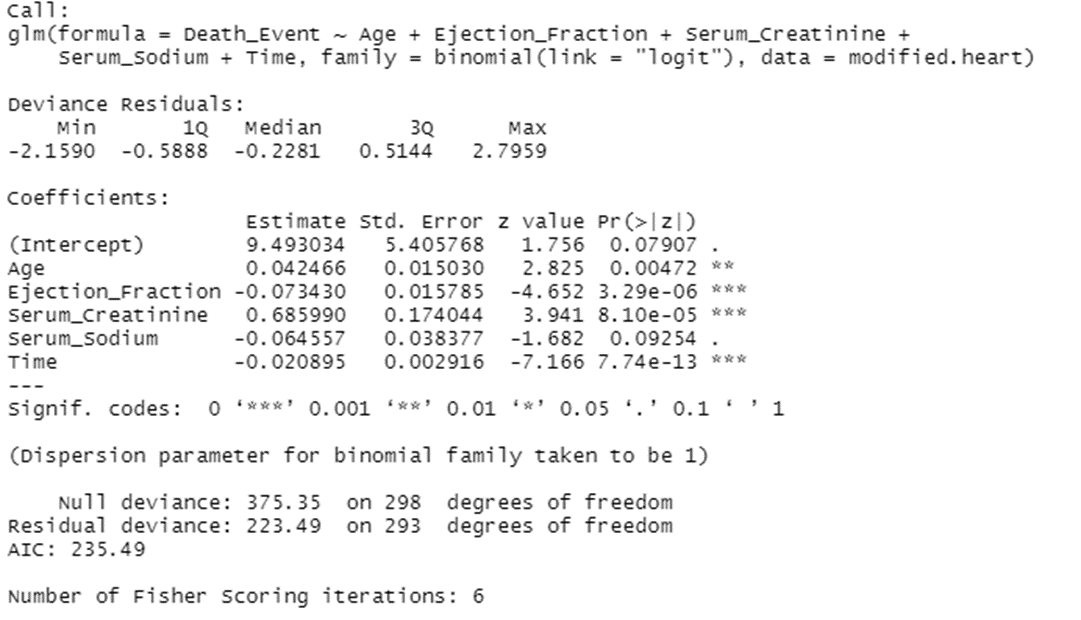 Call:
glm(formula = Death_Event ~ Age + Ejection_Fraction + Serum_Creatinine +
    Serum_Sodium + Time, family = binomial(link = "logit"), data = modified.heart)
Deviance Residuals:
    Min       1Q   Median       3Q      Max
-2.1590  -0.5888  -0.2281   0.5144   2.7959
Coefficients:
                   Estimate Std. Error z value Pr(>|z|)
(Intercept)        9.493034   5.405768   1.756  0.07907 .
Age                0.042466   0.015030   2.825  0.00472 **
Ejection_Fraction -0.073430   0.015785  -4.652 3.29e-06 ***
Serum_Creatinine   0.685990   0.174044   3.941 8.10e-05 ***
Serum_Sodium      -0.064557   0.038377  -1.682  0.09254 .
Time              -0.020895   0.002916  -7.166 7.74e-13 ***
---
Signif. codes:  0 ‘***’ 0.001 ‘**’ 0.01 ‘*’ 0.05 ‘.’ 0.1 ‘ ’ 1
(Dispersion parameter for binomial family taken to be 1)
    Null deviance: 375.35  on 298  degrees of freedom
Residual deviance: 223.49  on 293  degrees of freedom
AIC: 235.49
Number of Fisher Scoring iterations: 6